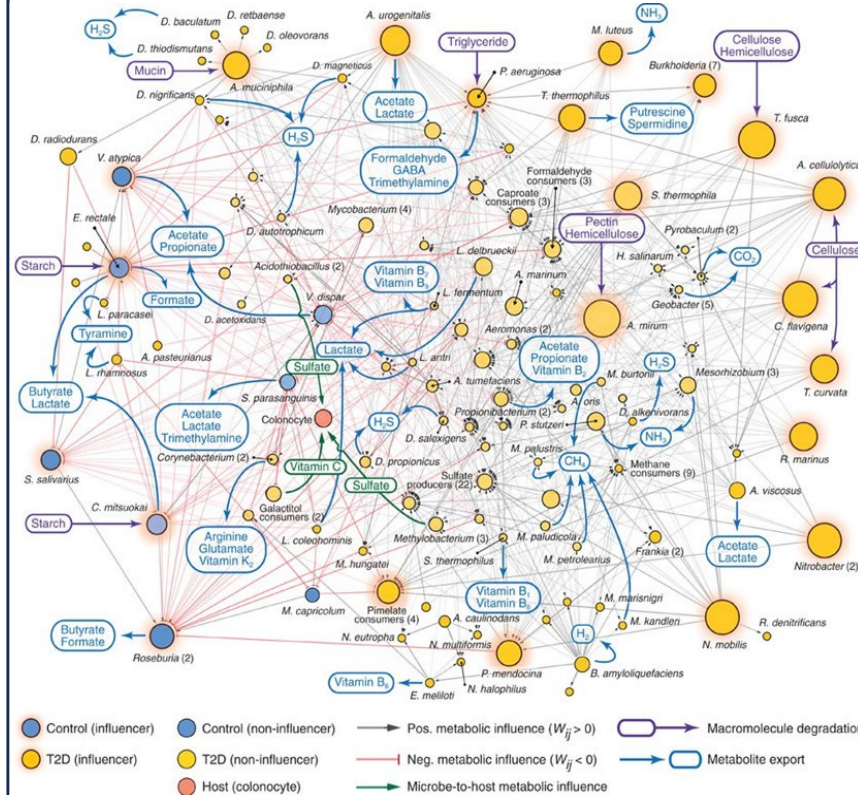 D. baculum
D. retbaense
D. oleovorans
H₂S
D. thiodismutans
Mucin
A. muciniphila
D. nigrificans
A. urogenitalis
D. magneticus
Acetate
Lactate
H₂S
Triglyceride
P. aeruginosa
Formaldehyde
GABA
Trimethylamine
M. luteus
NH₃
Burkholderia (7)
T. thermophilus
Putrescine
Spermidine
Cellulose
Hemicellulose
T. fusca
A. cellulolyticus
D. radiodurans
V. atypica
E. rectale
Acetate
Propionate
D. autotrophicum
Mycobacterium (4)
Caproate
consumers (3)
Formaldehyde
consumers (3)
S. thermophila
Pectin
Hemicellulose
Pyrobaculum (2)
H. salinarum
CO₂
Geobacter (5)
Cellulose
Starch
Formate
L. paracasei
Tyramine
L. rhamnosus
A. pasteurianus
D. acetoxidans
Acidothiobacillus (2)
V. dispar
Vitamin B₂
L. fermentum
L. delbrueckii
A. marinum
A. mirum
C. flavigena
Lactate
L. antri
Aeromonas (2)
Acetate
Propionate
Vitamin B₂
M. burtonii
H₂S
Mesorhizobium (3)
T. curvata
Butyrate
Lactate
Sulfate
S. parasanguinis
Acetate
Lactate
Trimethylamine
Colonocyte
A. tumefaciens
Propionibacterium (2)
H₂S
D. salexigens
A. oris
P. stutzeri
D. alkenivorans
NH₃
R. marinus
S. salivarius
Corynebacterium (2)
Vitamin C
D. propionicus
Sulfate
Sulfate
producers (22)
M. palustris
CH₄
Methane
consumers (9)
A. viscosus
C. mitsuokai
Starch
Arginine
Glutamate
Vitamin K₂
Galactitol
consumers (2)
L. coleohominis
M. hungatei
Methylobacterium (3)
S. thermophilus
M. paludicola
M. petrolearius
Frankia (2)
Acetate
Lactate
Nitrobacter (2)
M. capricolum
Pimelate
consumers (4)
Vitamin B₁
A. caulinodans
M. marisnigri
M. kandleri
Butyrate
Formate
Roseburia (2)
N. eutropha
N. multiformis
P. mendocina
H₂
B. amyloliquefaciens
N. mobilis
R. denitrificans
E. meliloti
N. halophilus
Control (influencer)
Control (non-influencer)
Pos. metabolic influence (Wij > 0)
Macromolecule degradation
T2D (influencer)
T2D (non-influencer)
Neg. metabolic influence (Wij < 0)
Metabolite export
Host (colonocyte)
Microbe-to-host metabolic influence